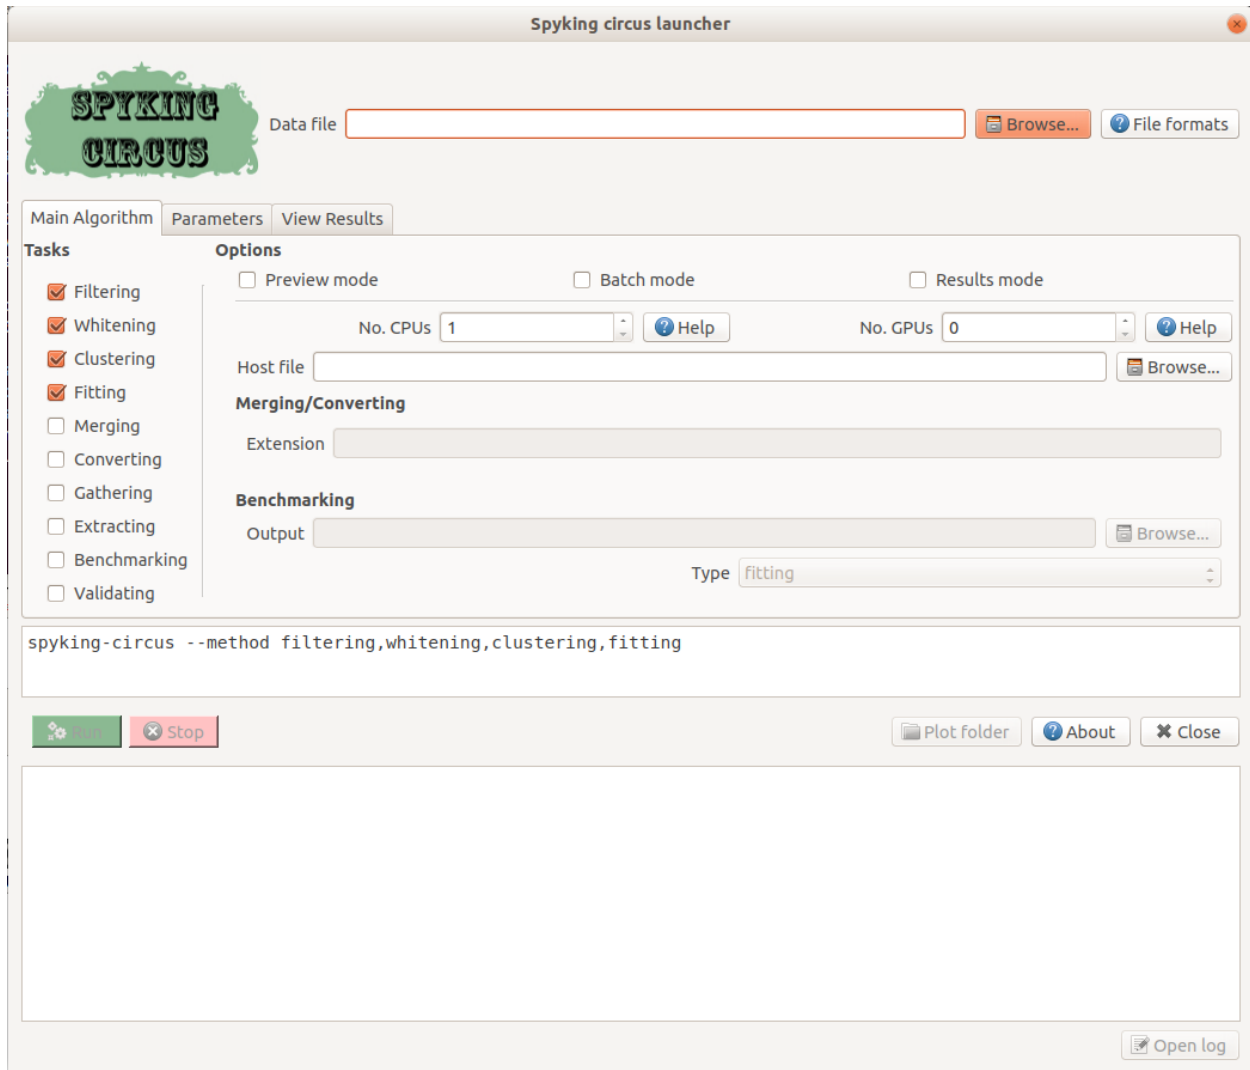 Spyking circus launcher
SPYKING
CIRCUS
Data file
Browse...
File formats
Main Algorithm
Parameters
View Results
Tasks
Options
Filtering
Preview mode
Batch mode
Results mode
Whitening
No. CPUs 1
Help
No. GPUs 0
Help
Clustering
Host file
Browse...
Fitting
Merging/Converting
Merging
Extension
Converting
Gathering
Benchmarking
Extracting
Output
Browse...
Benchmarking
Type fitting
Validating
spyking-circus --method filtering,whitening,clustering,fitting
Run
Stop
Plot folder
About
Close
Open log